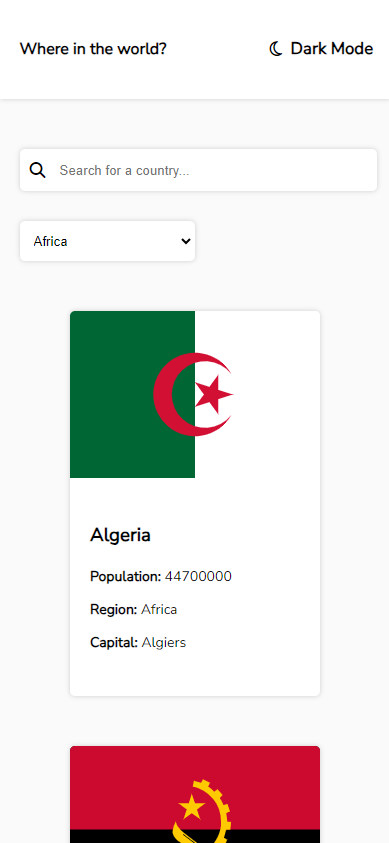 Where in the world?
Dark Mode
Search for a country...
Africa
Algeria
Population: 44700000
Region: Africa
Capital: Algiers